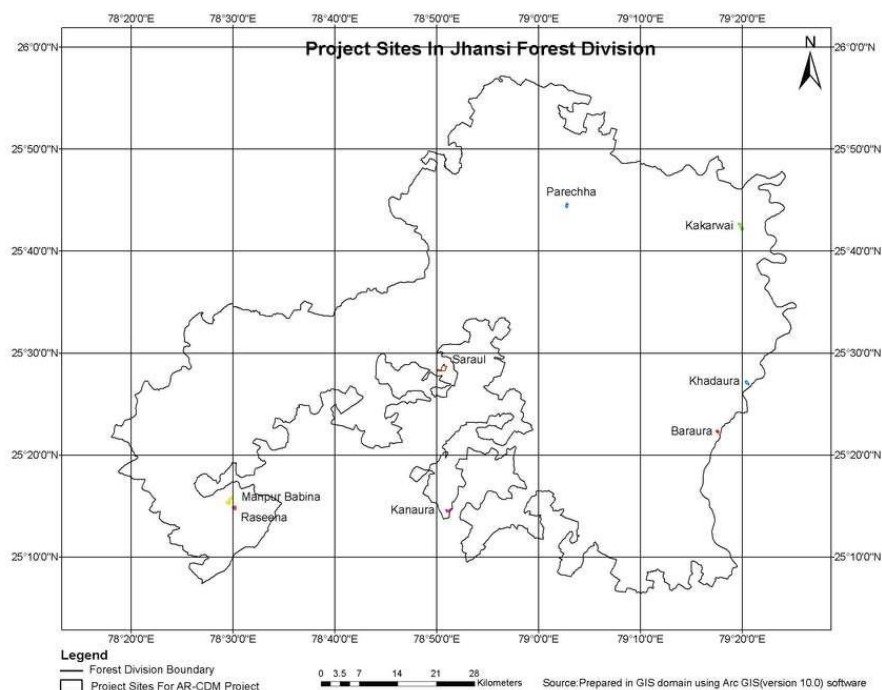 78°20'0"E 78°30'0"E 78°40'0"E 78°50'0"E 79°0'0"E 79°10'0"E 79°20'0"E
Project Sites In Jhansi Forest Division
N
26°0'0"N 26°0'0"N
25°50'0"N 25°50'0"N
Parechha
Kakarwai
25°40'0"N 25°40'0"N
25°30'0"N 25°30'0"N
Saraul
Khadaura
Baraura
25°20'0"N 25°20'0"N
Manpur Babina
Raseena
Kanaura
25°10'0"N 25°10'0"N
78°20'0"E 78°30'0"E 78°40'0"E 78°50'0"E 79°0'0"E 79°10'0"E 79°20'0"E
Legend
Forest Division Boundary
Project Sites For AR-CDM Project
0 3.5 7 14 21 28 Kilometers
Source:Prepared in GIS domain using Arc GIS(version 10.0) software